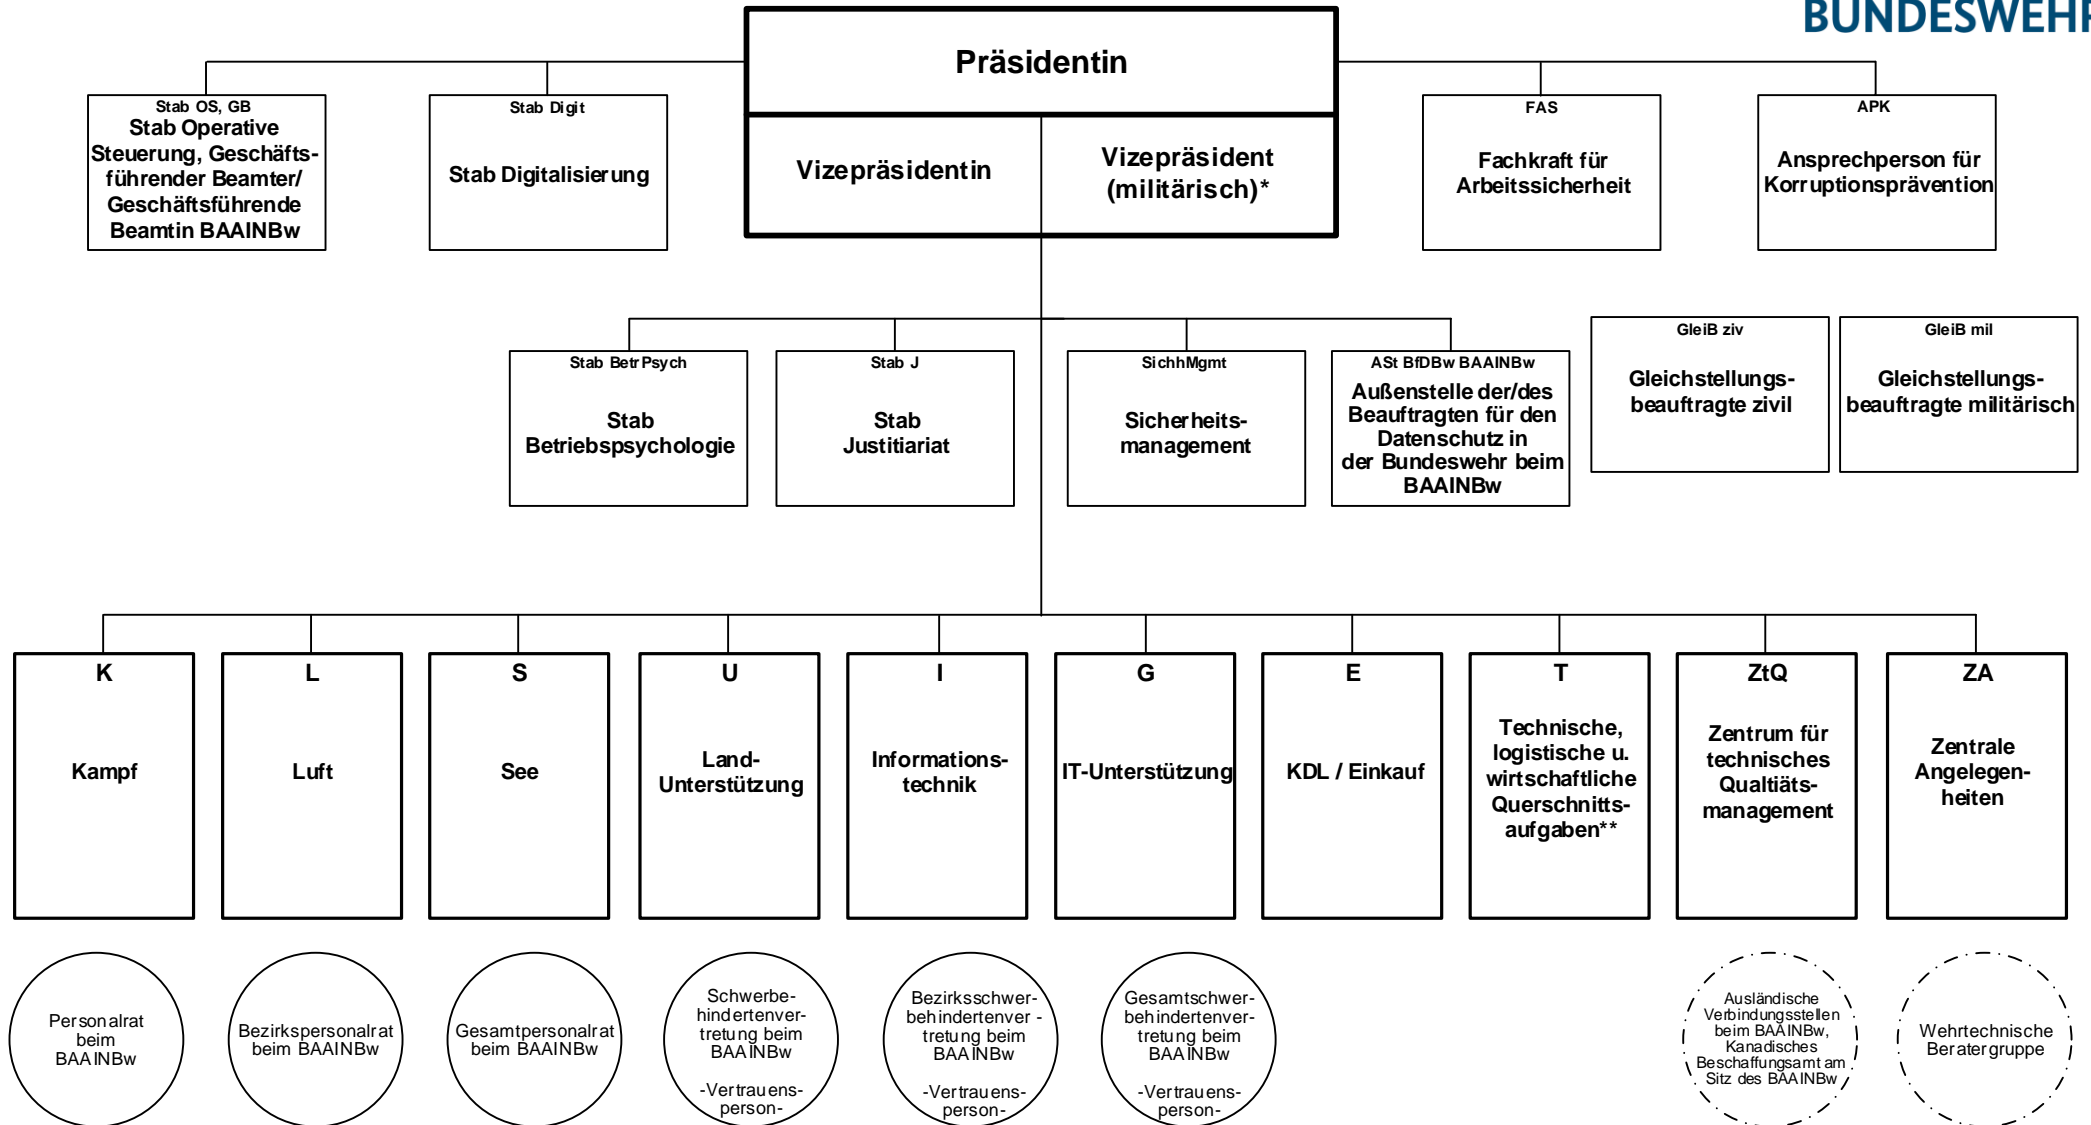 BUNDESWEHR
Präsidentin
Vizepräsidentin
Vizepräsident
(militärisch)*
Stab OS, GB
Stab Operative
Steuerung, Geschäfts-
führender Beamter/
Geschäftsführende
Beamtin BAAINBw
Stab Digit
Stab Digitalisierung
FAS
Fachkraft für
Arbeitssicherheit
APK
Ansprechperson für
Korruptionsprävention
Stab BetrPsych
Stab
Betriebspsychologie
Stab J
Stab
Justitiariat
SichhMgmt
Sicherheits-
management
ASt BfDBw BAAINBw
Außenstelle der/des
Beauftragten für den
Datenschutz in
der Bundeswehr beim
BAAINBw
GleiB ziv
Gleichstellungs-
beauftragte zivil
GleiB mil
Gleichstellungs-
beauftragte militärisch
K
Kampf
L
Luft
S
See
U
Land-
Unterstützung
I
Informations-
technik
G
IT-Unterstützung
E
KDL / Einkauf
T
Technische,
logistische u.
wirtschaftliche
Querschnitts-
aufgaben**
ZtQ
Zentrum für
technisches
Qualtiäts-
management
ZA
Zentrale
Angelegen-
heiten
Personalrat
beim
BAAINBw
Bezirkspersonalrat
beim BAAINBw
Gesamtpersonalrat
beim BAAINBw
Schwerbe-
hindertenver-
tretung beim
BAAINBw
-Vertrauens-
person-
Bezirksschwer-
behindertenver -
tretung beim
BAAINBw
-Vertrauens-
person-
Gesamtschwer-
behindertenver-
tretung beim
BAAINBw
-Vertrauens-
person-
Ausländische
Verbindungsstellen
beim BAAINBw,
Kanadisches
Beschaffungsamt am
Sitz des BAAINBw
Wehrtechnische
Beratergruppe